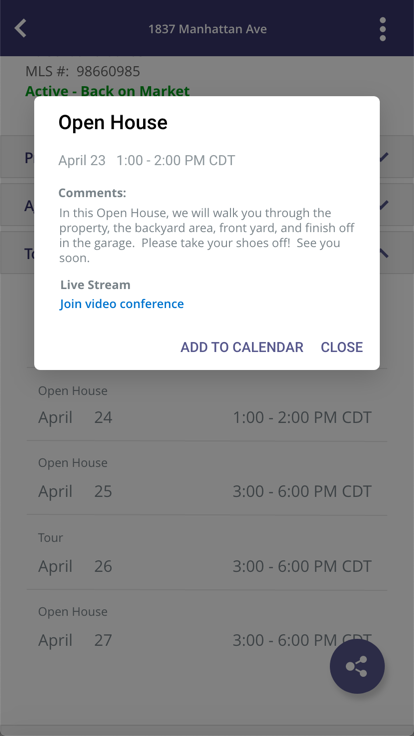 1837 Manhattan Ave
MLS #: 98660985
Active - Back on Market
Open House
April 23 1:00 - 2:00 PM CDT
Comments:
In this Open House, we will walk you through the
property, the backyard area, front yard, and finish off
in the garage. Please take your shoes off! See you
soon.
Live Stream
Join video conference
ADD TO CALENDAR CLOSE
Open House
April 24 1:00 - 2:00 PM CDT
Open House
April 25 3:00 - 6:00 PM CDT
Tour
April 26 3:00 - 6:00 PM CDT
Open House
April 27 3:00 - 6:00 PM CDT